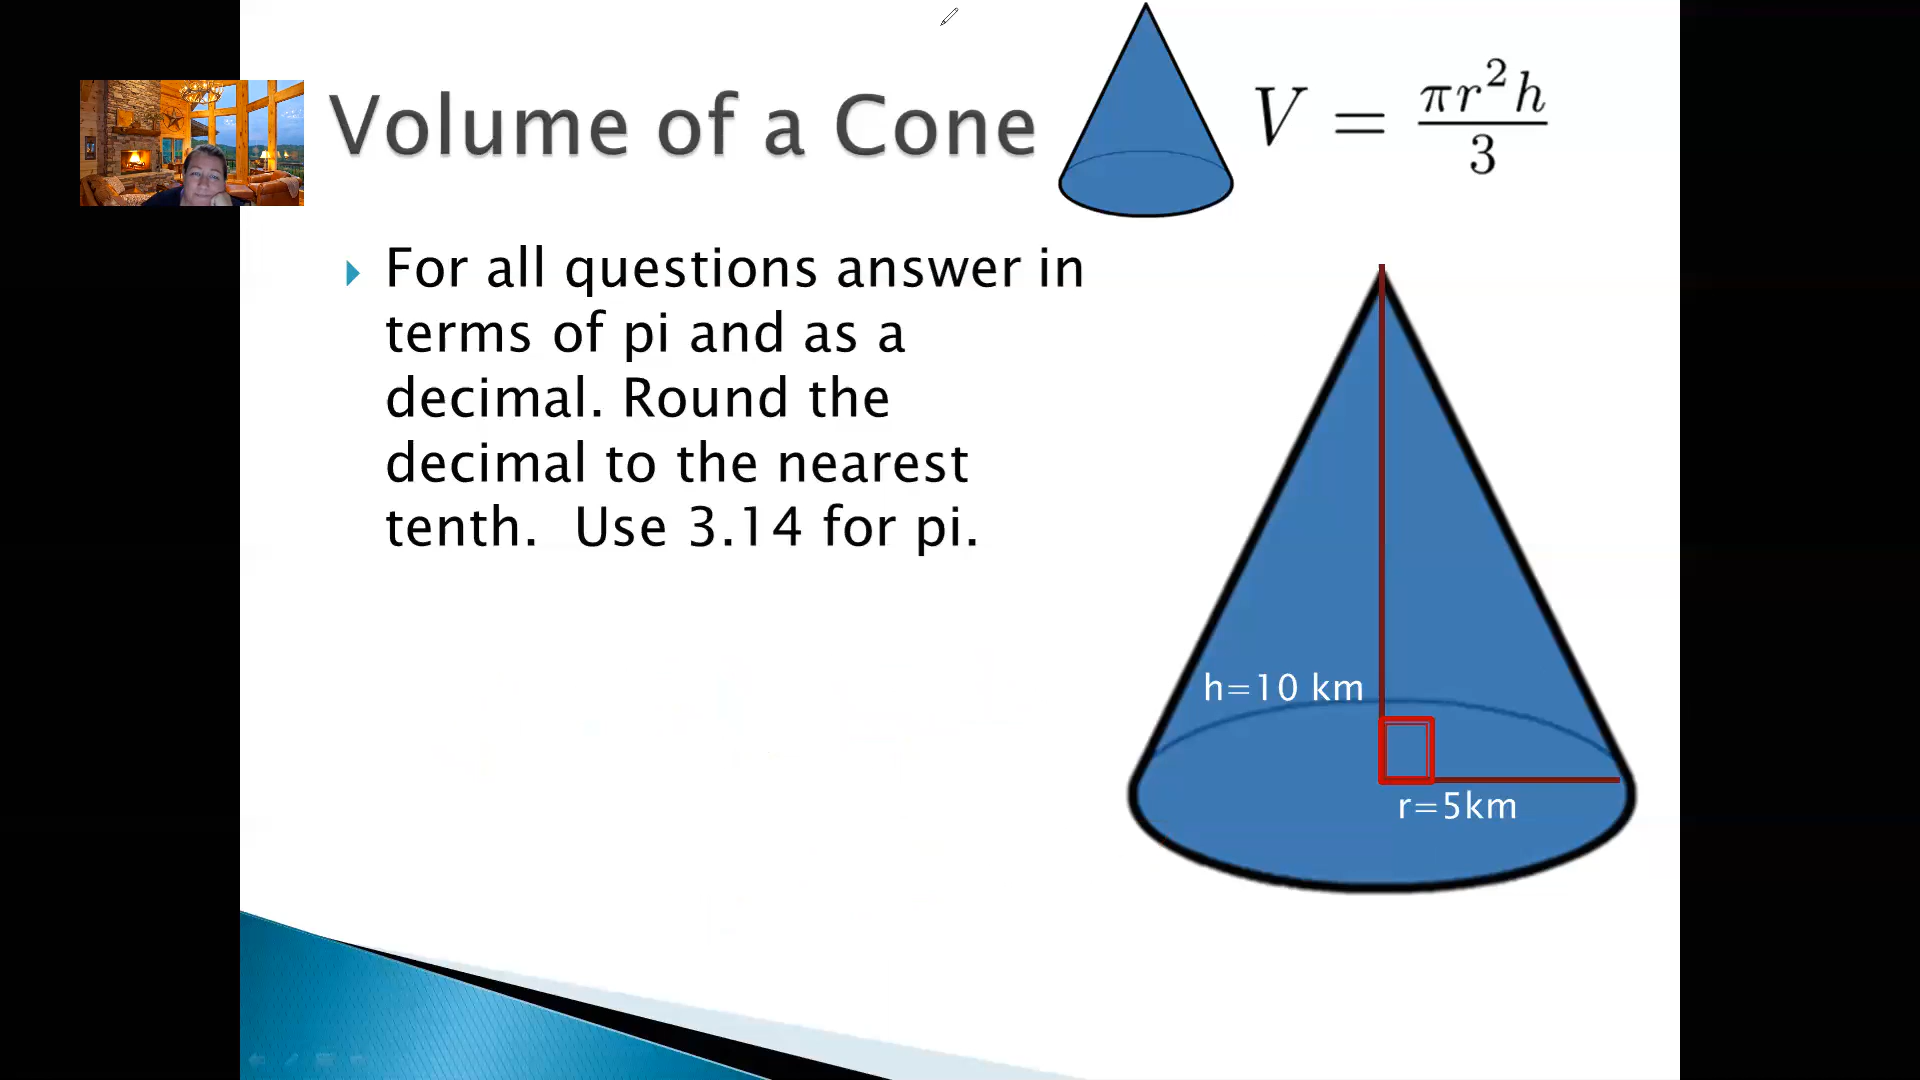 Volume of a Cone
V = πr²h/3
For all questions answer in
terms of pi and as a
decimal. Round the
decimal to the nearest
tenth.  Use 3.14 for pi.
h=10 km
r=5km